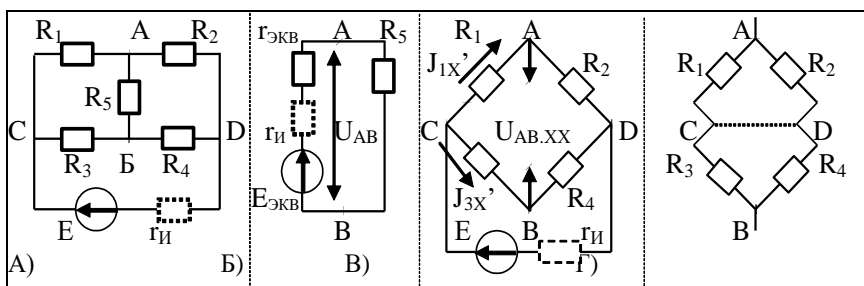 R1 A R2
R5
C D
R3 Б R4
E rИ
А) Б)
rЭКВ A R5
rИ UAB
EЭКВ
B
В)
R1 A
J1X’ R2
C UAB.XX D
J3X’ R4
E B
rИ
Г)
A
R1 R2
C D
R3 R4
B